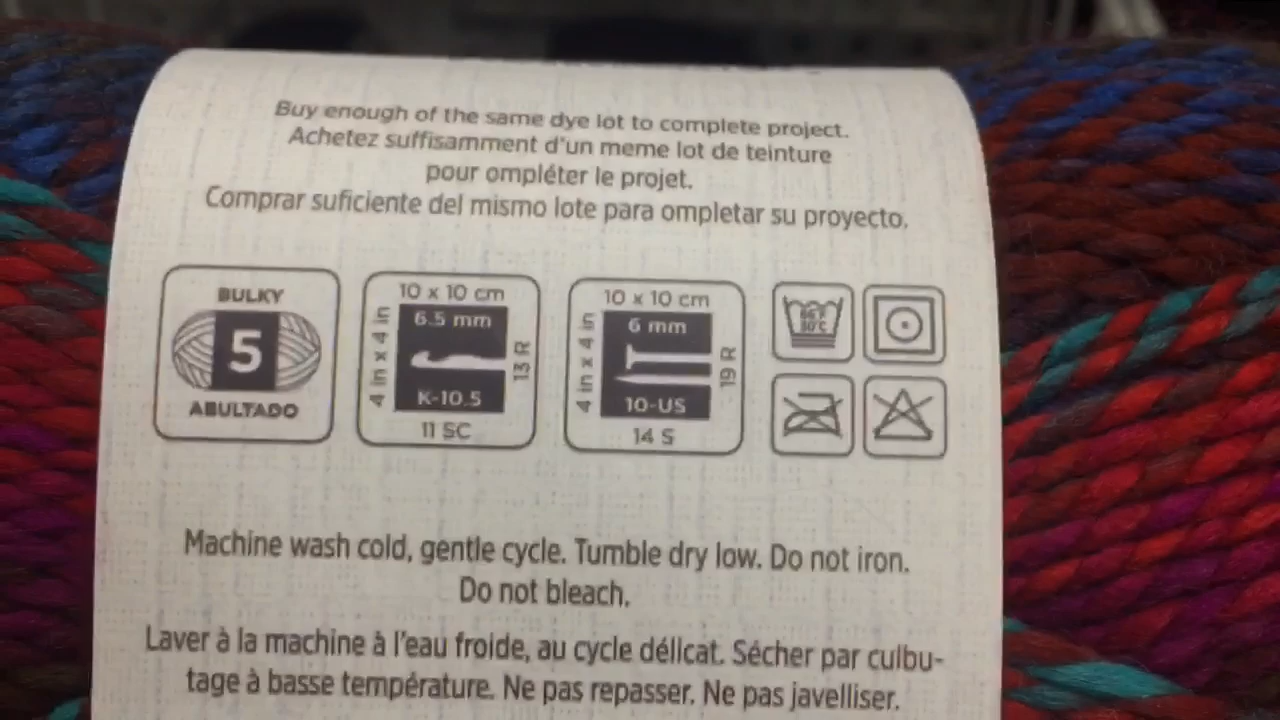 Buy enough of the same dye lot to complete project.
Achetez suffisamment d'un meme lot de teinture
pour ompléter le projet.
Comprar suficiente del mismo lote para ompletar su proyecto.
BULKY
5
ABULTADO
10 x 10 cm
4 in x 4 in
6.5 mm
K-10.5
13 R
11 SC
10 x 10 cm
4 in x 4 in
6 mm
10-US
19 R
14 S
30°C
Machine wash cold, gentle cycle. Tumble dry low. Do not iron.
Do not bleach.
Laver à la machine à l'eau froide, au cycle délicat. Sécher par culbu-
tage à basse température. Ne pas repasser. Ne pas javelliser.